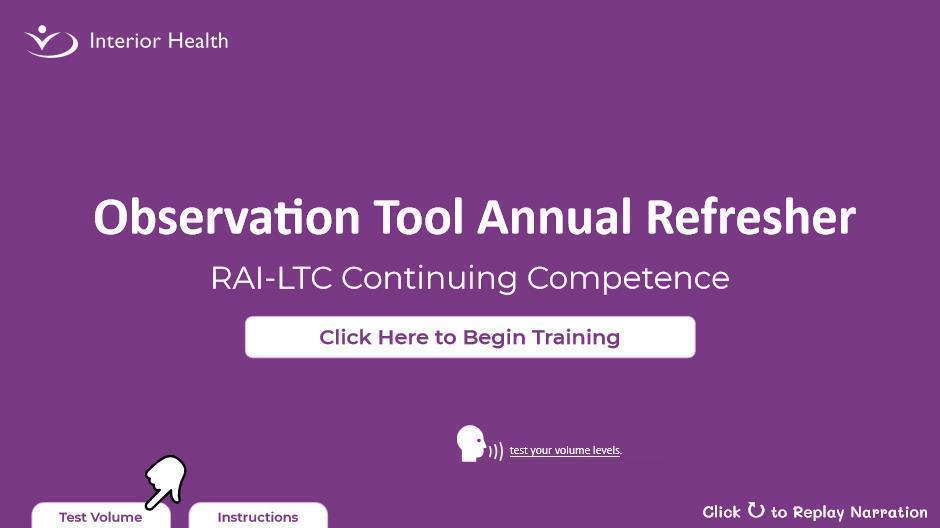 Interior Health
Observation Tool Annual Refresher
RAI-LTC Continuing Competence
Click Here to Begin Training
test your volume levels.
Test Volume
Instructions
Click ↻ to Replay Narration